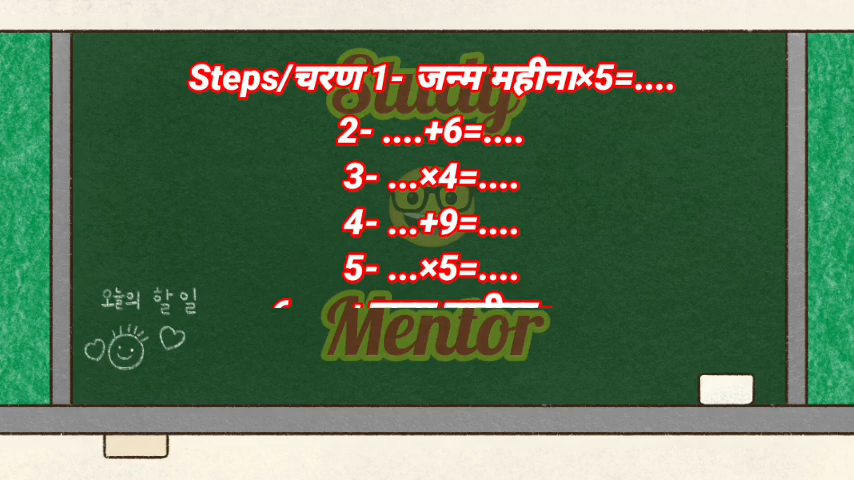 Steps/चरण 1- जन्म महीना×5=....
Study
2- ....+6=....
3- ...×4=....
4- ...+9=....
5- ...×5=....
오늘의 할 일
Mentor